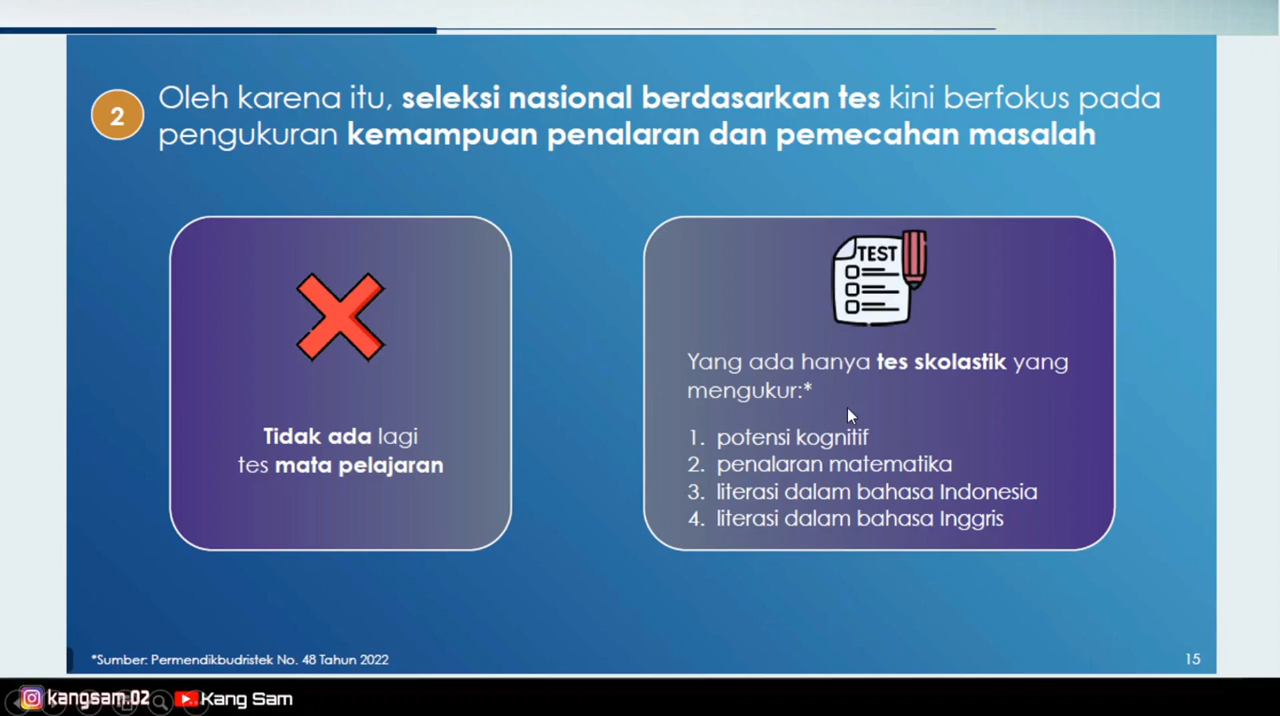 2
Oleh karena itu, seleksi nasional berdasarkan tes kini berfokus pada
pengukuran kemampuan penalaran dan pemecahan masalah
Tidak ada lagi
tes mata pelajaran
TEST
Yang ada hanya tes skolastik yang
mengukur:*
1. potensi kognitif
2. penalaran matematika
3. literasi dalam bahasa Indonesia
4. literasi dalam bahasa Inggris
*Sumber: Permendikbudristek No. 48 Tahun 2022
15
kangsam.02 Kang Sam